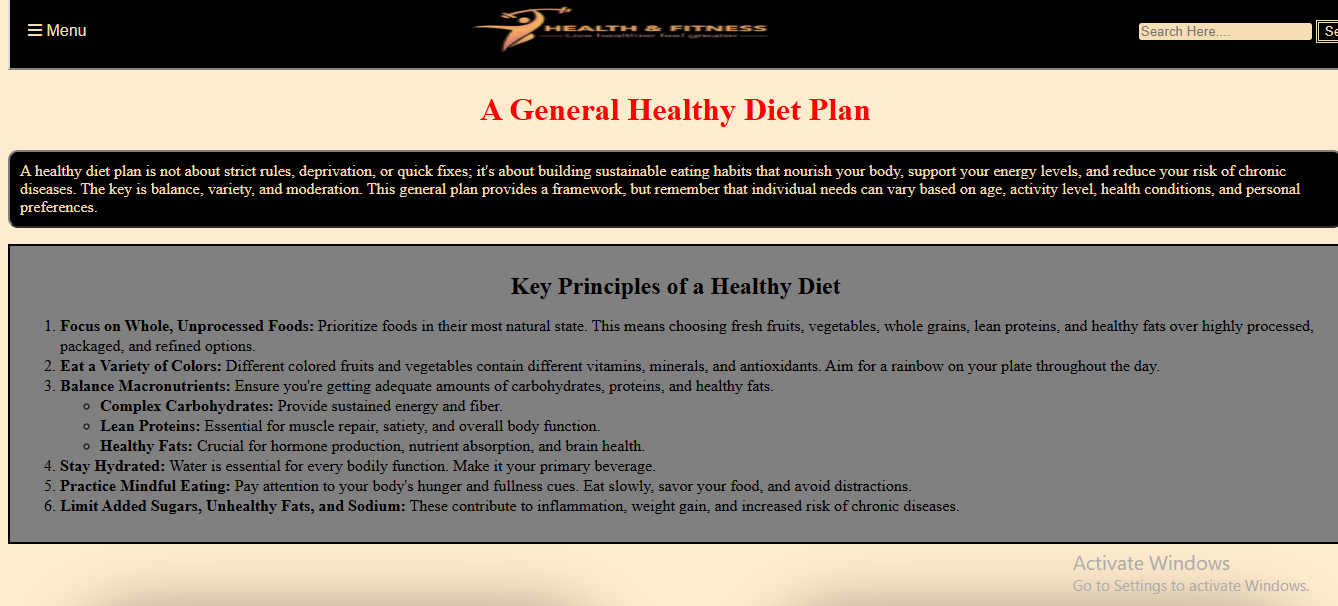 Menu
HEALTH & FITNESS
Live healthier feel greater
Search Here....
Se
A General Healthy Diet Plan
A healthy diet plan is not about strict rules, deprivation, or quick fixes; it's about building sustainable eating habits that nourish your body, support your energy levels, and reduce your risk of chronic
diseases. The key is balance, variety, and moderation. This general plan provides a framework, but remember that individual needs can vary based on age, activity level, health conditions, and personal
preferences.
Key Principles of a Healthy Diet
1. Focus on Whole, Unprocessed Foods: Prioritize foods in their most natural state. This means choosing fresh fruits, vegetables, whole grains, lean proteins, and healthy fats over highly processed,
packaged, and refined options.
2. Eat a Variety of Colors: Different colored fruits and vegetables contain different vitamins, minerals, and antioxidants. Aim for a rainbow on your plate throughout the day.
3. Balance Macronutrients: Ensure you're getting adequate amounts of carbohydrates, proteins, and healthy fats.
Complex Carbohydrates: Provide sustained energy and fiber.
Lean Proteins: Essential for muscle repair, satiety, and overall body function.
Healthy Fats: Crucial for hormone production, nutrient absorption, and brain health.
4. Stay Hydrated: Water is essential for every bodily function. Make it your primary beverage.
5. Practice Mindful Eating: Pay attention to your body's hunger and fullness cues. Eat slowly, savor your food, and avoid distractions.
6. Limit Added Sugars, Unhealthy Fats, and Sodium: These contribute to inflammation, weight gain, and increased risk of chronic diseases.
Activate Windows
Go to Settings to activate Windows.